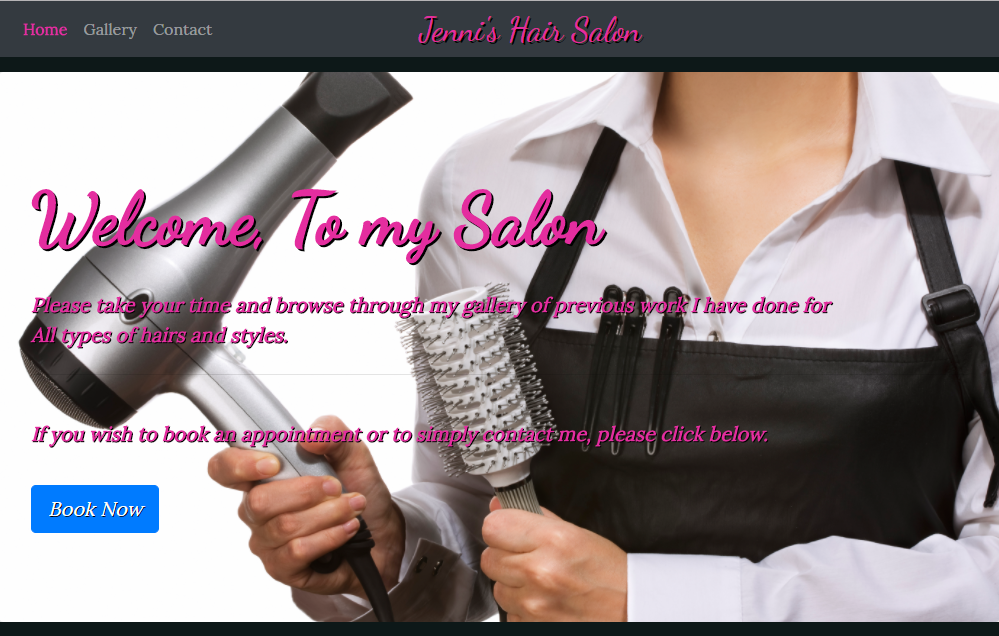 Home Gallery Contact Jenni's Hair Salon
Welcome, To my Salon
Please take your time and browse through my gallery of previous work I have done for
All types of hairs and styles.
If you wish to book an appointment or to simply contact me, please click below.
Book Now